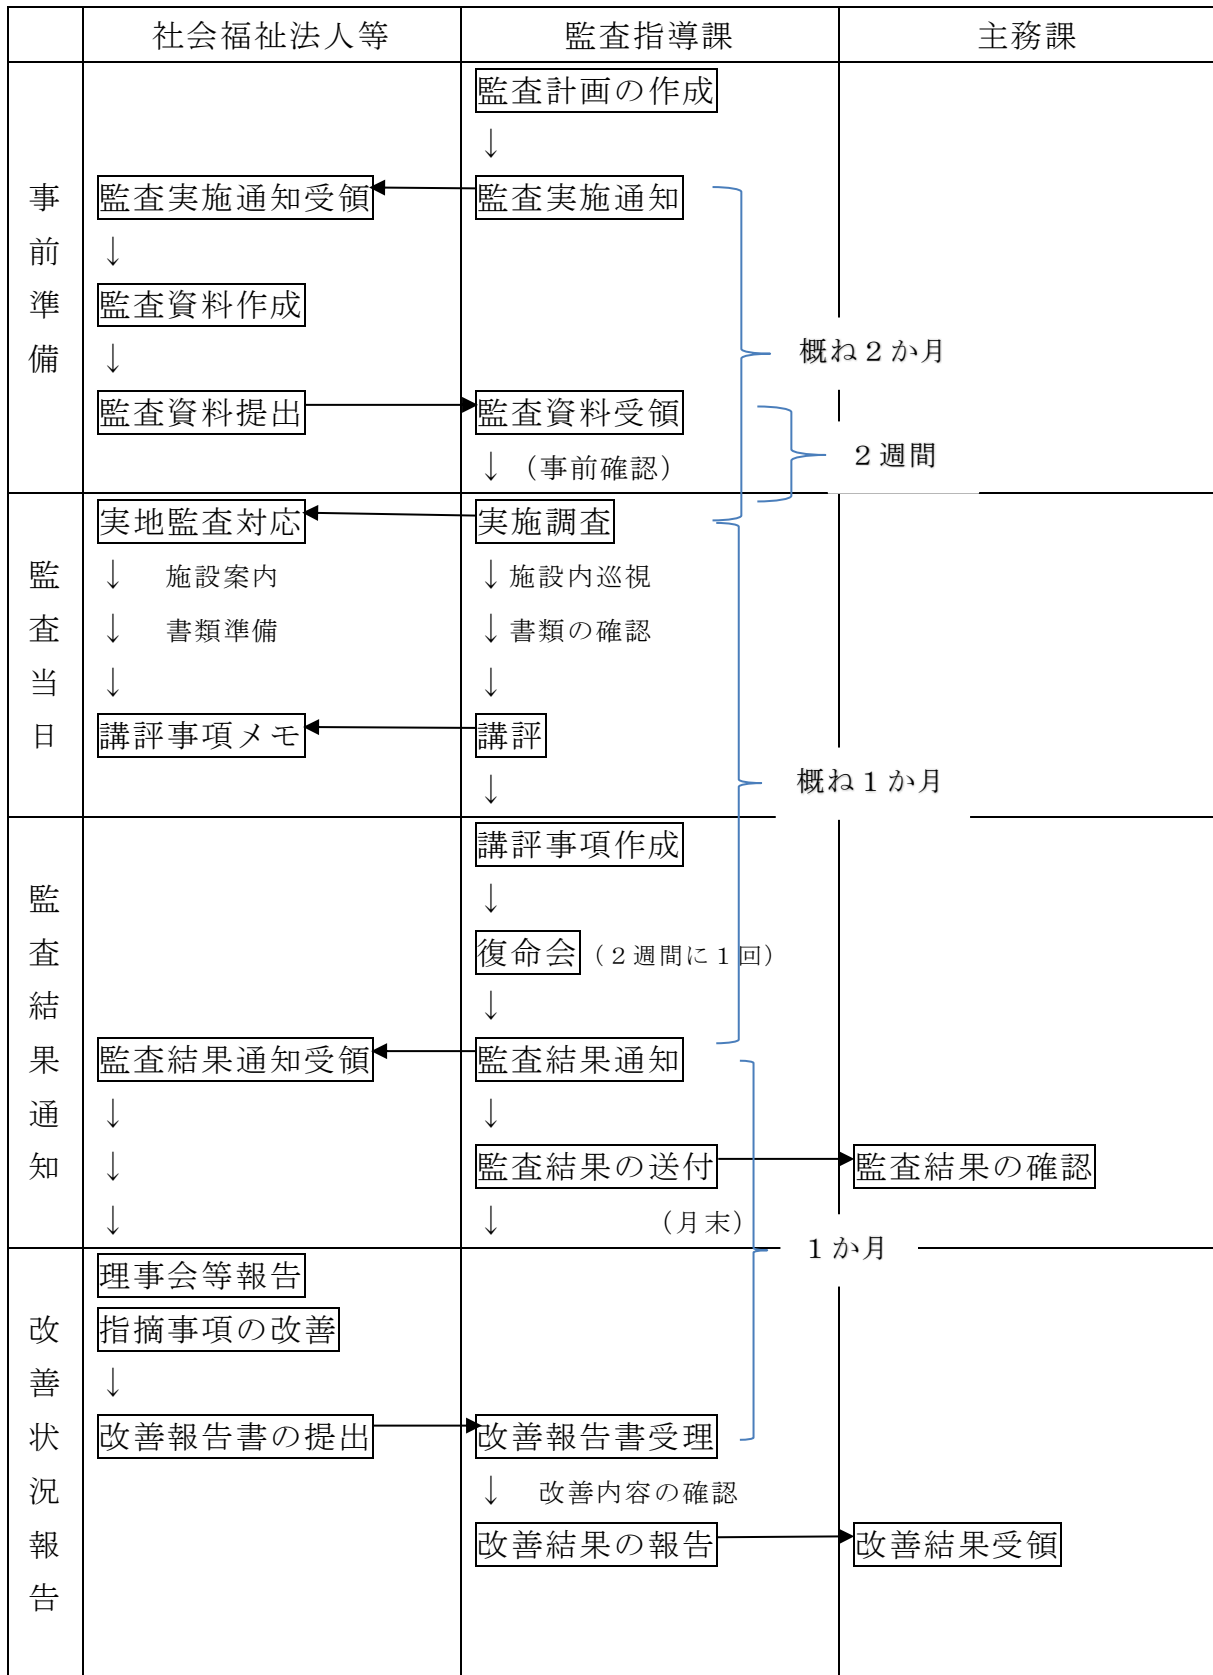 社会福祉法人等 監査指導課 主務課
事前準備
監査計画の作成
↓
監査実施通知受領 監査実施通知
↓
監査資料作成
↓ 概ね２か月
監査資料提出 監査資料受領
↓（事前確認） ２週間
監査当日
実地監査対応 実施調査
↓ 施設案内 ↓施設内巡視
↓ 書類準備 ↓書類の確認
↓ ↓
講評事項メモ 講評
↓ 概ね１か月
監査結果通知
講評事項作成
↓
復命会（２週間に１回）
↓
監査結果通知受領 監査結果通知
↓ ↓
↓ 監査結果の送付 監査結果の確認
↓ ↓ （月末）
１か月
改善状況報告
理事会等報告
指摘事項の改善
↓
改善報告書の提出 改善報告書受理
↓ 改善内容の確認
改善結果の報告 改善結果受領